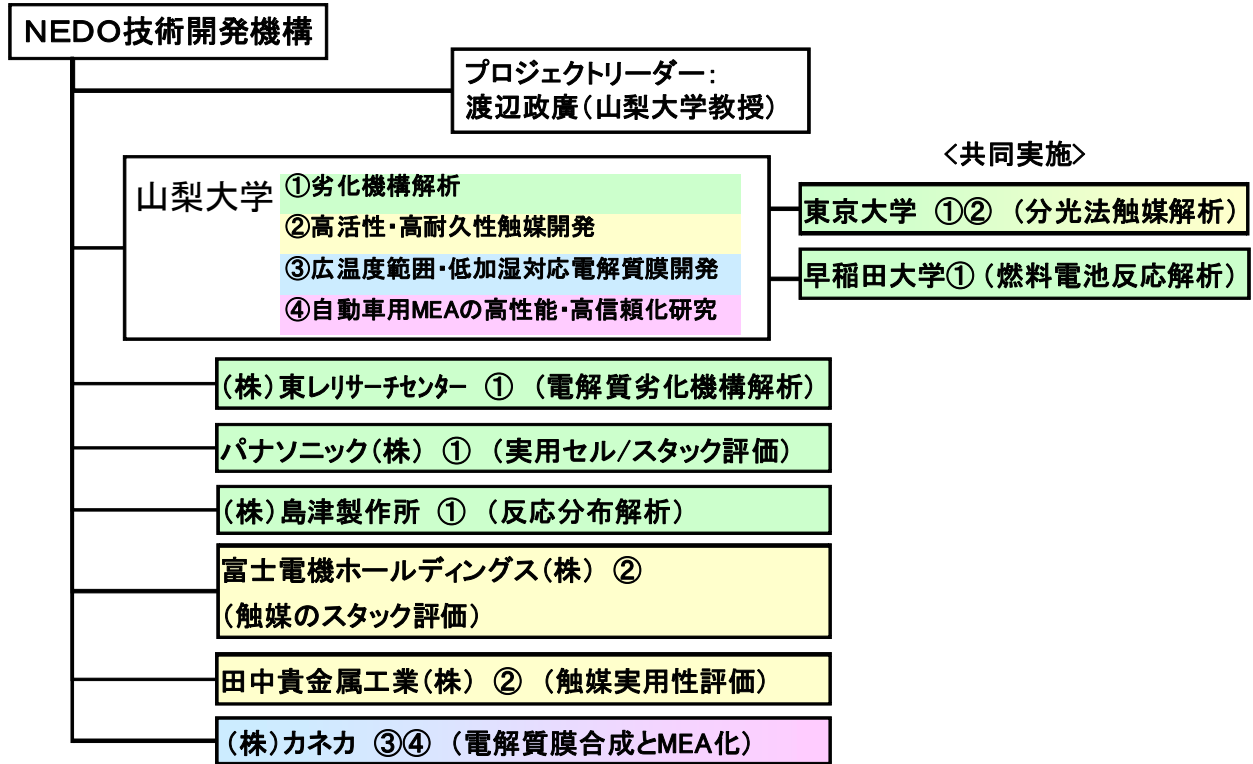 NEDO技術開発機構
プロジェクトリーダー:
渡辺政廣(山梨大学教授)
<共同実施>
山梨大学
①劣化機構解析
②高活性・高耐久性触媒開発
③広温度範囲・低加湿対応電解質膜開発
④自動車用MEAの高性能・高信頼化研究
東京大学 ①② (分光法触媒解析)
早稲田大学① (燃料電池反応解析)
(株)東レリサーチセンター ① (電解質劣化機構解析)
パナソニック(株) ① (実用セル/スタック評価)
(株)島津製作所 ① (反応分布解析)
富士電機ホールディングス(株) ②
(触媒のスタック評価)
田中貴金属工業(株) ② (触媒実用性評価)
(株)カネカ ③④ (電解質膜合成とMEA化)